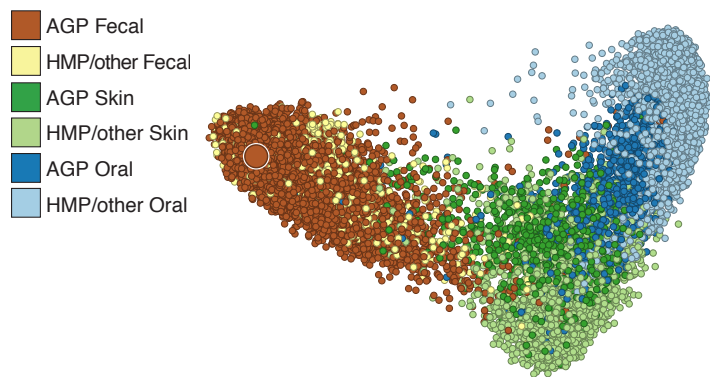 AGP Fecal
HMP/other Fecal
AGP Skin
HMP/other Skin
AGP Oral
HMP/other Oral